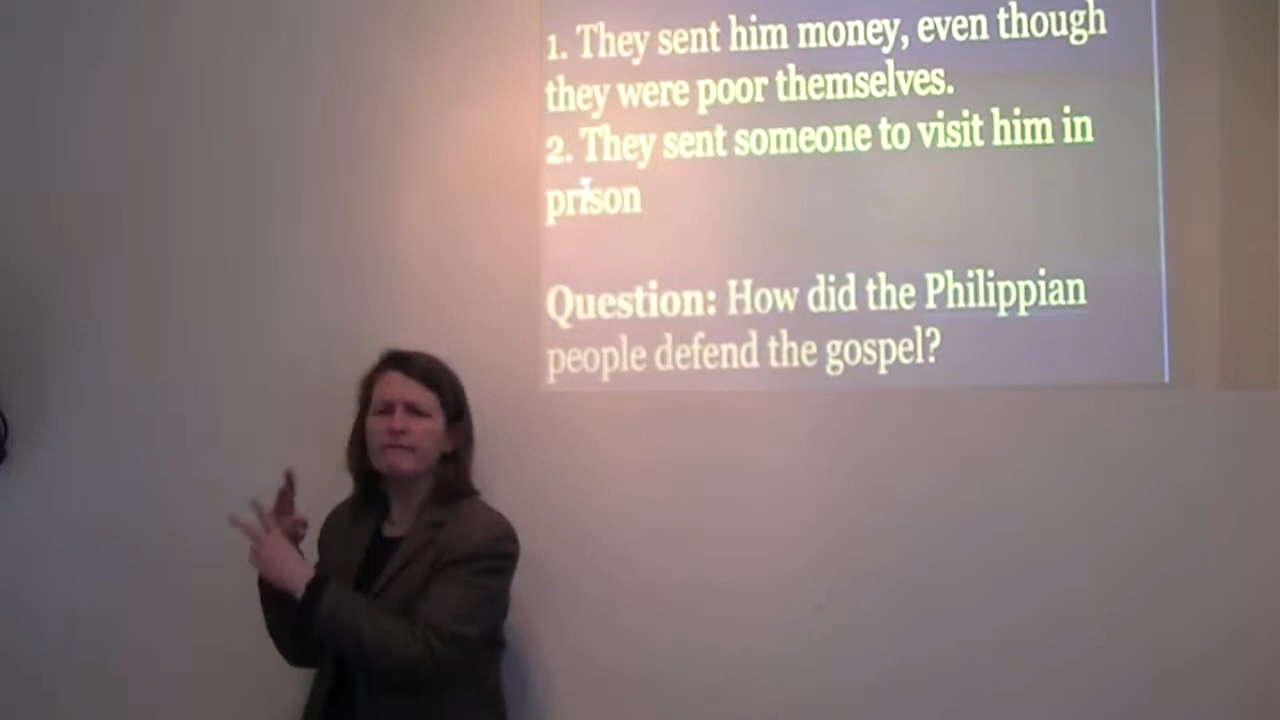 1. They sent him money, even though
they were poor themselves.
2. They sent someone to visit him in
prison
Question: How did the Philippian
people defend the gospel?